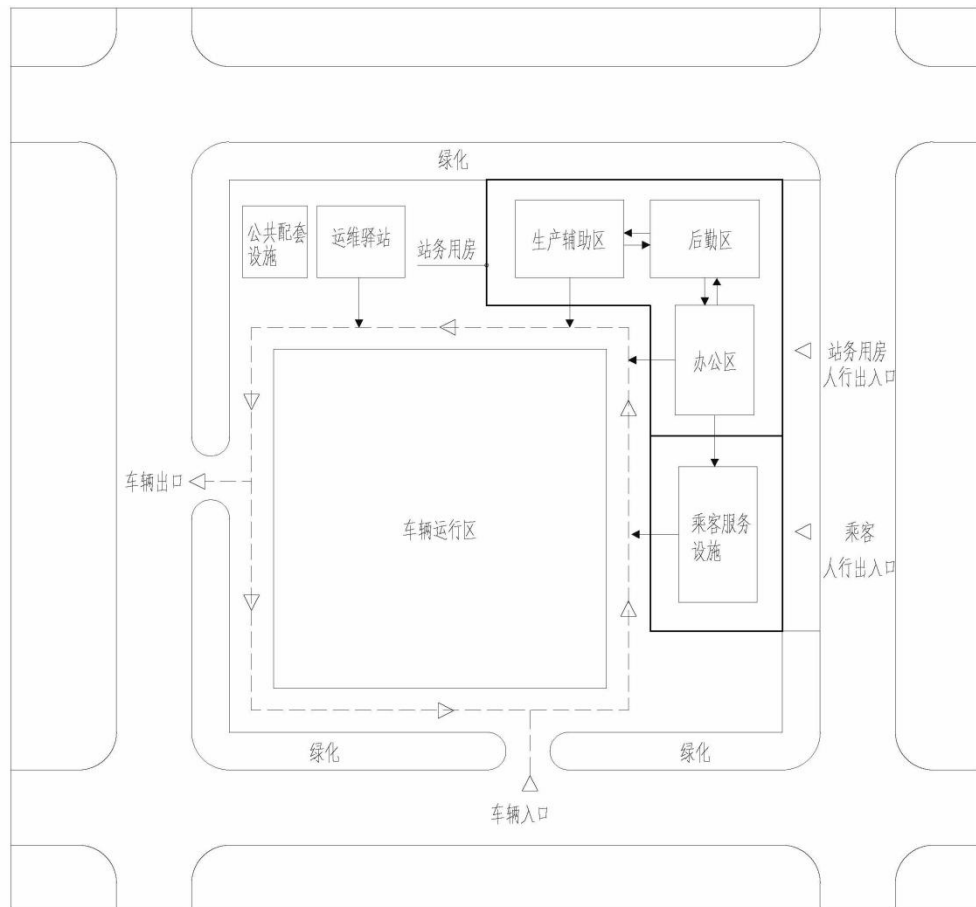 绿化
公共配套
设施
运维驿站
站务用房
生产辅助区
后勤区
办公区
站务用房
人行出入口
车辆出口
车辆运行区
乘客服务
设施
乘客
人行出入口
绿化
绿化
车辆入口